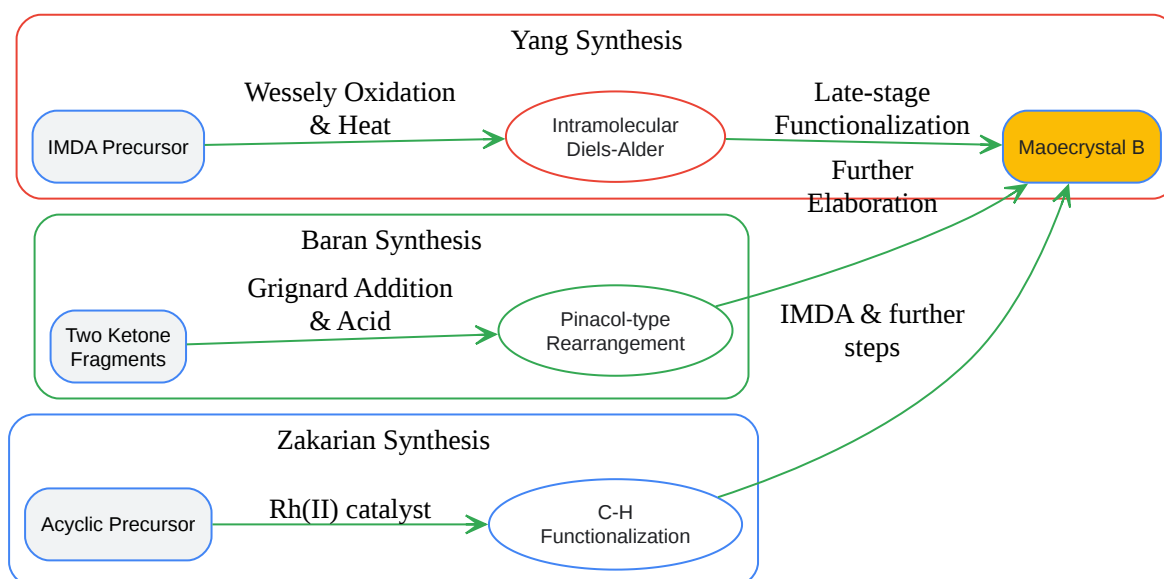 Yang Synthesis
IMDA Precursor
Wessely Oxidation
& Heat
Intramolecular
Diels-Alder
Late-stage
Functionalization
Maoecrystal B
Further
Elaboration
Baran Synthesis
Two Ketone
Fragments
Grignard Addition
& Acid
Pinacol-type
Rearrangement
IMDA & further
steps
Zakarian Synthesis
Acyclic Precursor
Rh(II) catalyst
C-H
Functionalization